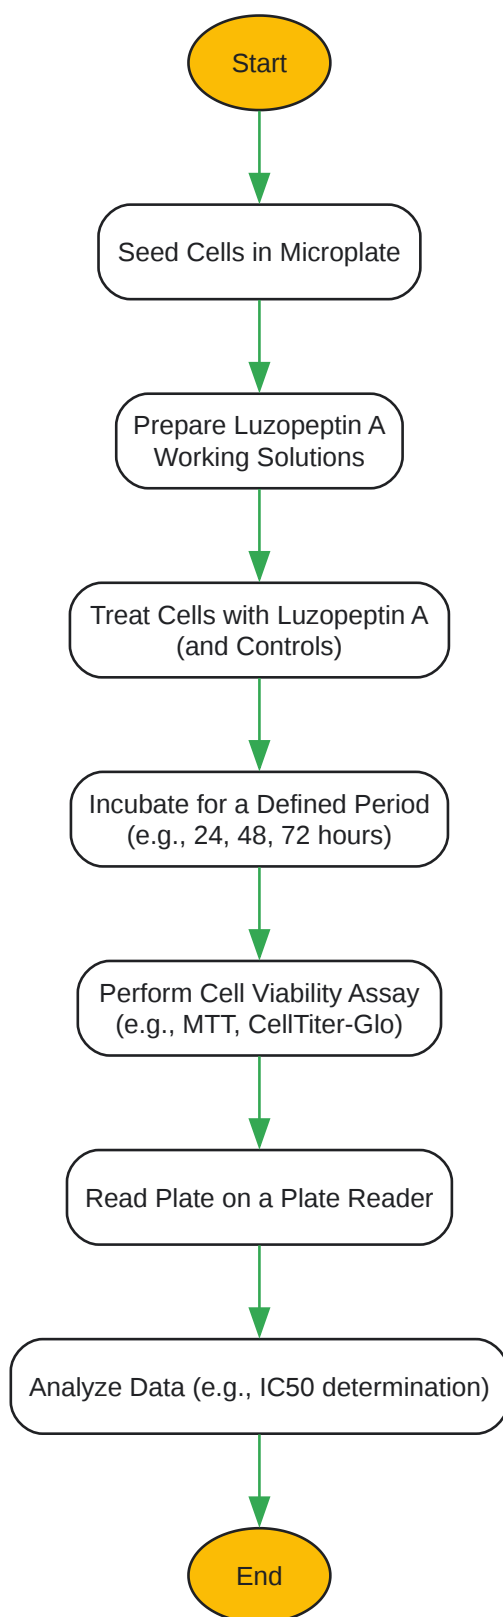 Start
Seed Cells in Microplate
Prepare Luzopeptin A
Working Solutions
Treat Cells with Luzopeptin A
(and Controls)
Incubate for a Defined Period
(e.g., 24, 48, 72 hours)
Perform Cell Viability Assay
(e.g., MTT, CellTiter-Glo)
Read Plate on a Plate Reader
Analyze Data (e.g., IC50 determination)
End